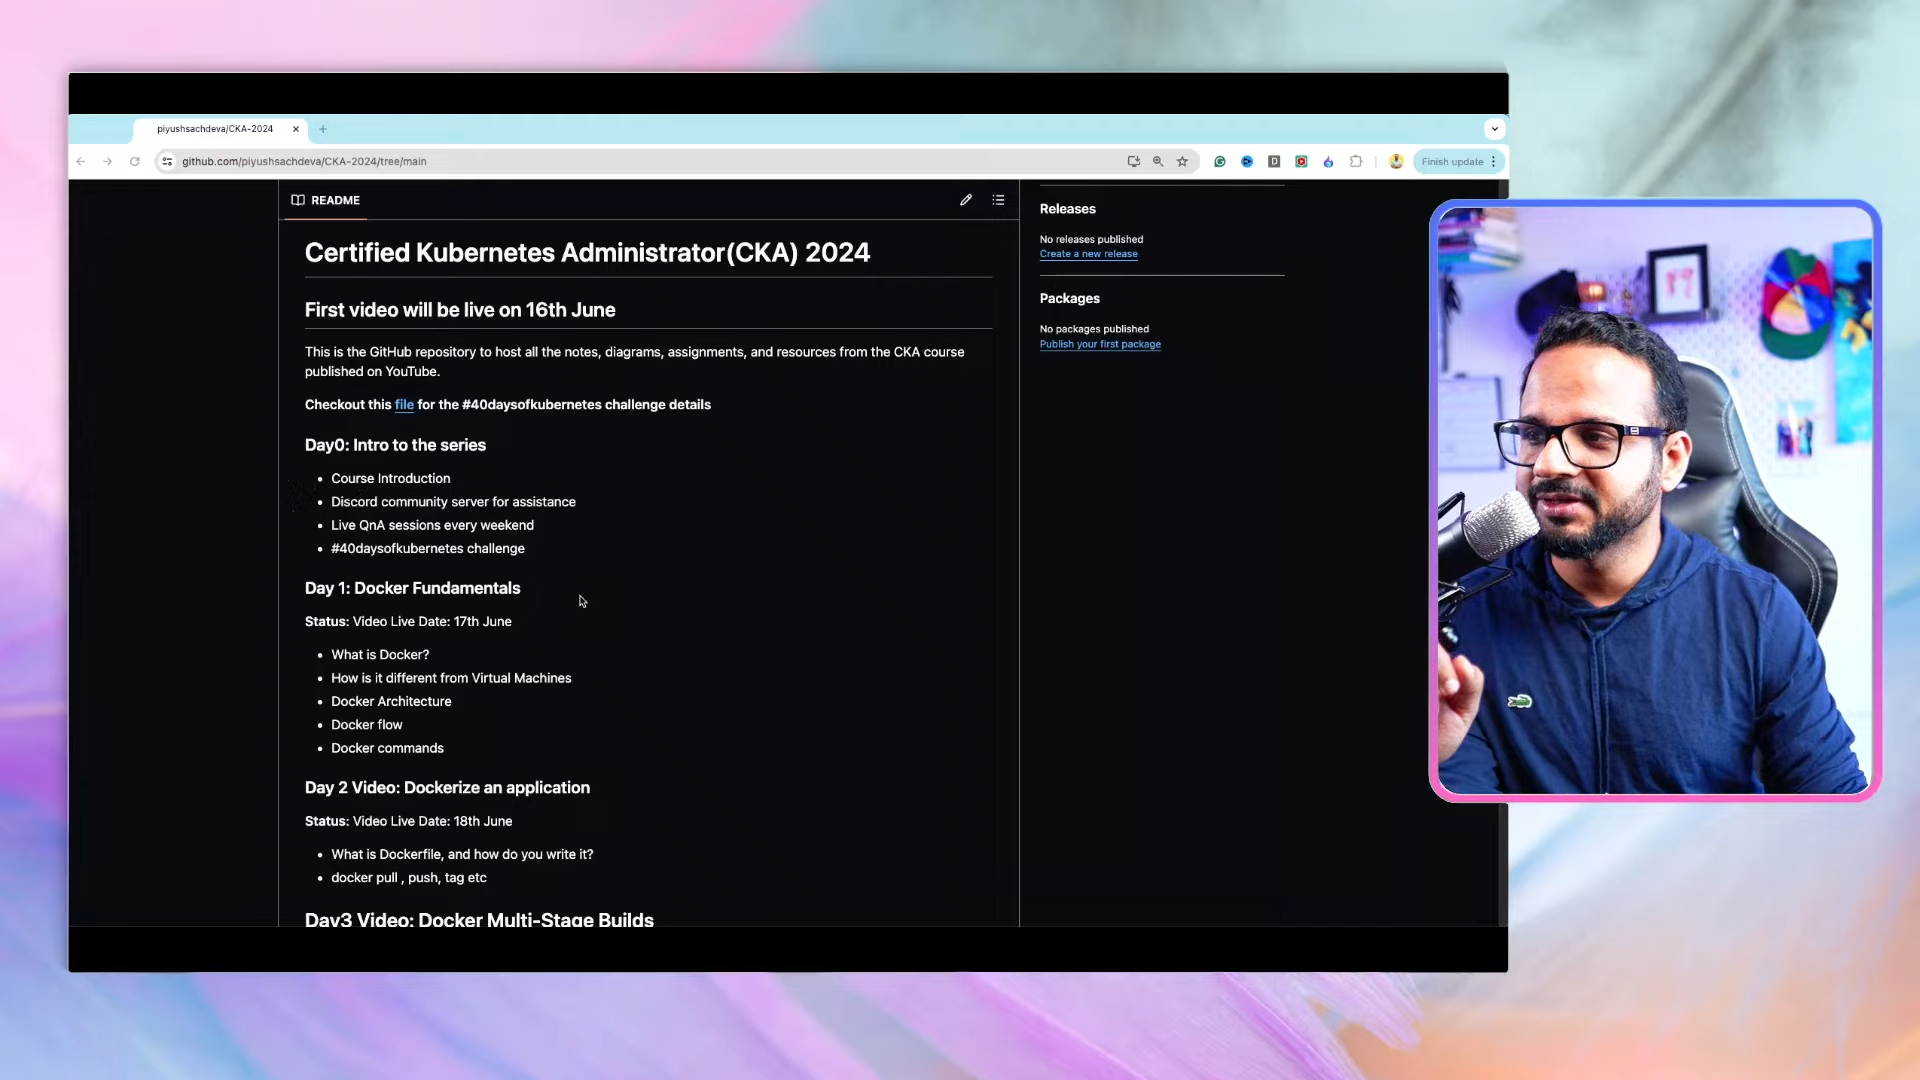 piyushsachdeva/CKA-2024
github.com/piyushsachdeva/CKA-2024/tree/main
Finish update
README
Certified Kubernetes Administrator(CKA) 2024
First video will be live on 16th June
This is the GitHub repository to host all the notes, diagrams, assignments, and resources from the CKA course
published on YouTube.
Checkout this file for the #40daysofkubernetes challenge details
Day0: Intro to the series
Course Introduction
Discord community server for assistance
Live QnA sessions every weekend
#40daysofkubernetes challenge
Day 1: Docker Fundamentals
Status: Video Live Date: 17th June
What is Docker?
How is it different from Virtual Machines
Docker Architecture
Docker flow
Docker commands
Day 2 Video: Dockerize an application
Status: Video Live Date: 18th June
What is Dockerfile, and how do you write it?
docker pull , push, tag etc
Day3 Video: Docker Multi-Stage Builds
Releases
No releases published
Create a new release
Packages
No packages published
Publish your first package